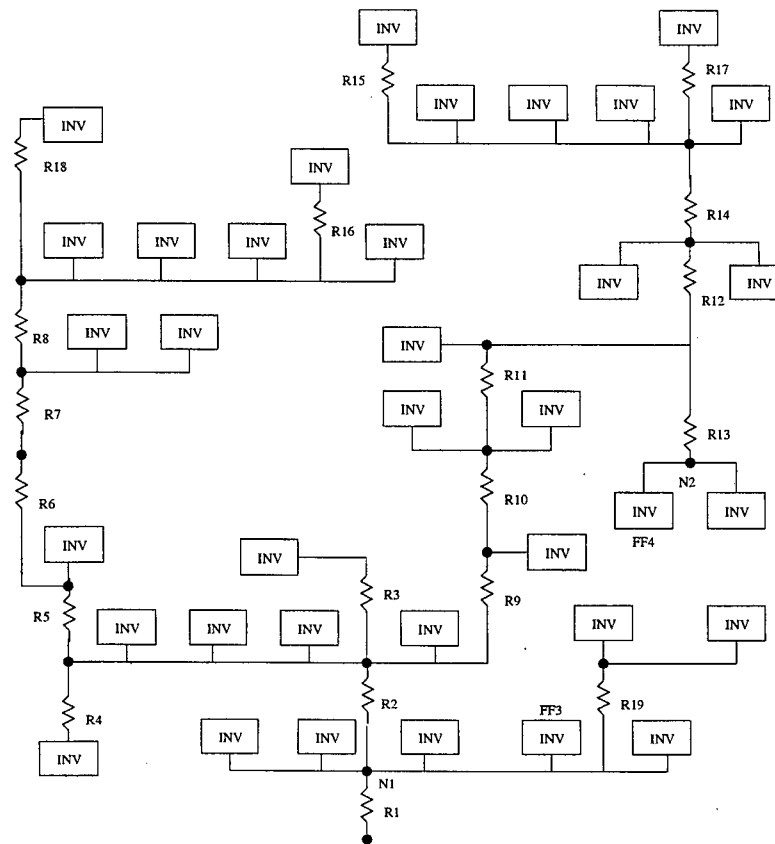 INV INV
R15 R17
INV INV INV INV
INV
R18
INV
INV INV INV R16 INV
R14
INV INV
R12
R8 INV INV
INV
R11
R7
INV INV
R13
R6
R10
N2
INV INV
FF4
INV
INV
INV
R3
R5
R9
INV INV INV INV
INV INV
R4
R2
R19
FF3
INV
INV INV INV INV INV
N1
R1